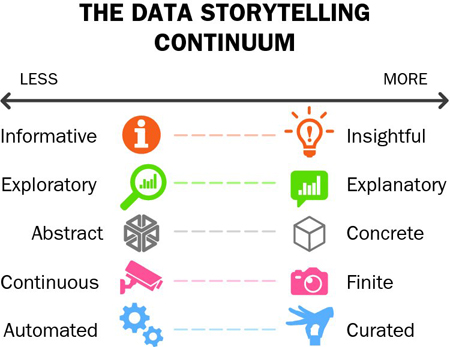 THE DATA STORYTELLING
CONTINUUM
LESS MORE
Informative Insightful
Exploratory Explanatory
Abstract Concrete
Continuous Finite
Automated Curated